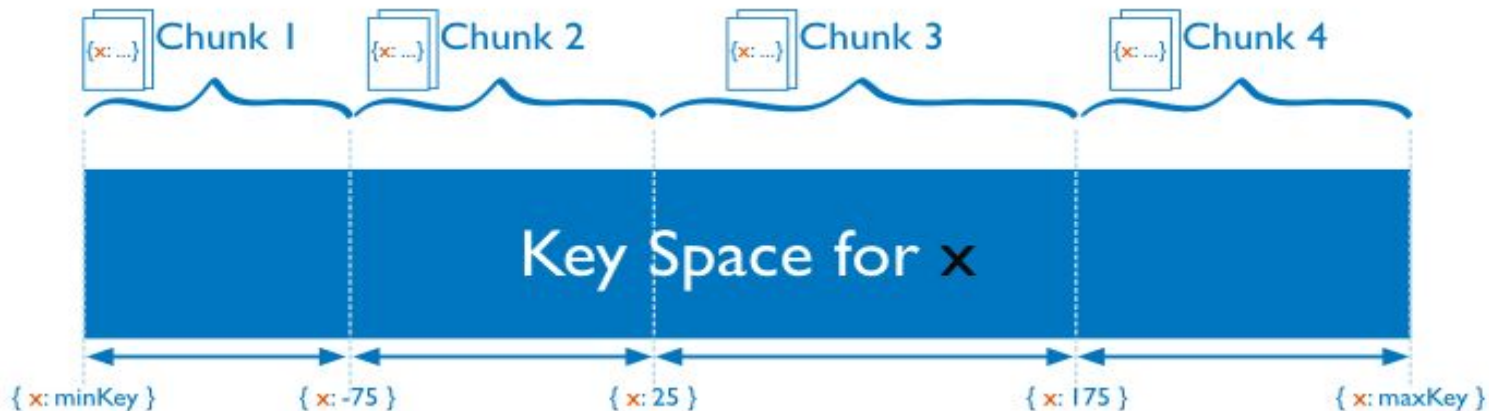 {x: ...} Chunk 1 {x: ...} Chunk 2 {x: ...} Chunk 3 {x: ...} Chunk 4
Key Space for x
{ x: minKey } { x: -75 } { x: 25 } { x: 175 } { x: maxKey }